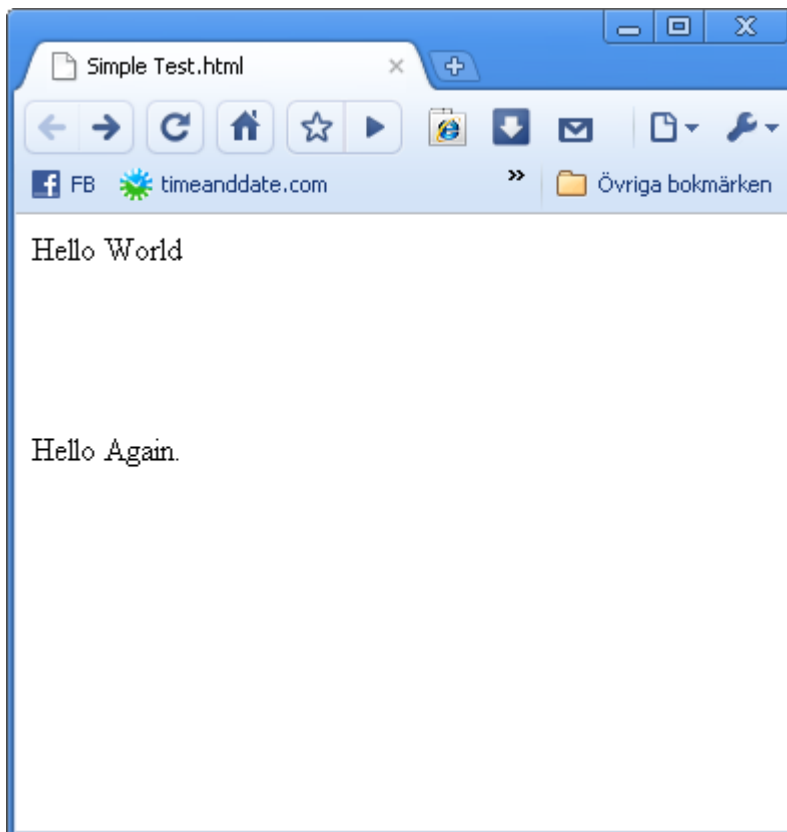 Simple Test.html
FB timeanddate.com » Övriga bokmärken
Hello World
Hello Again.